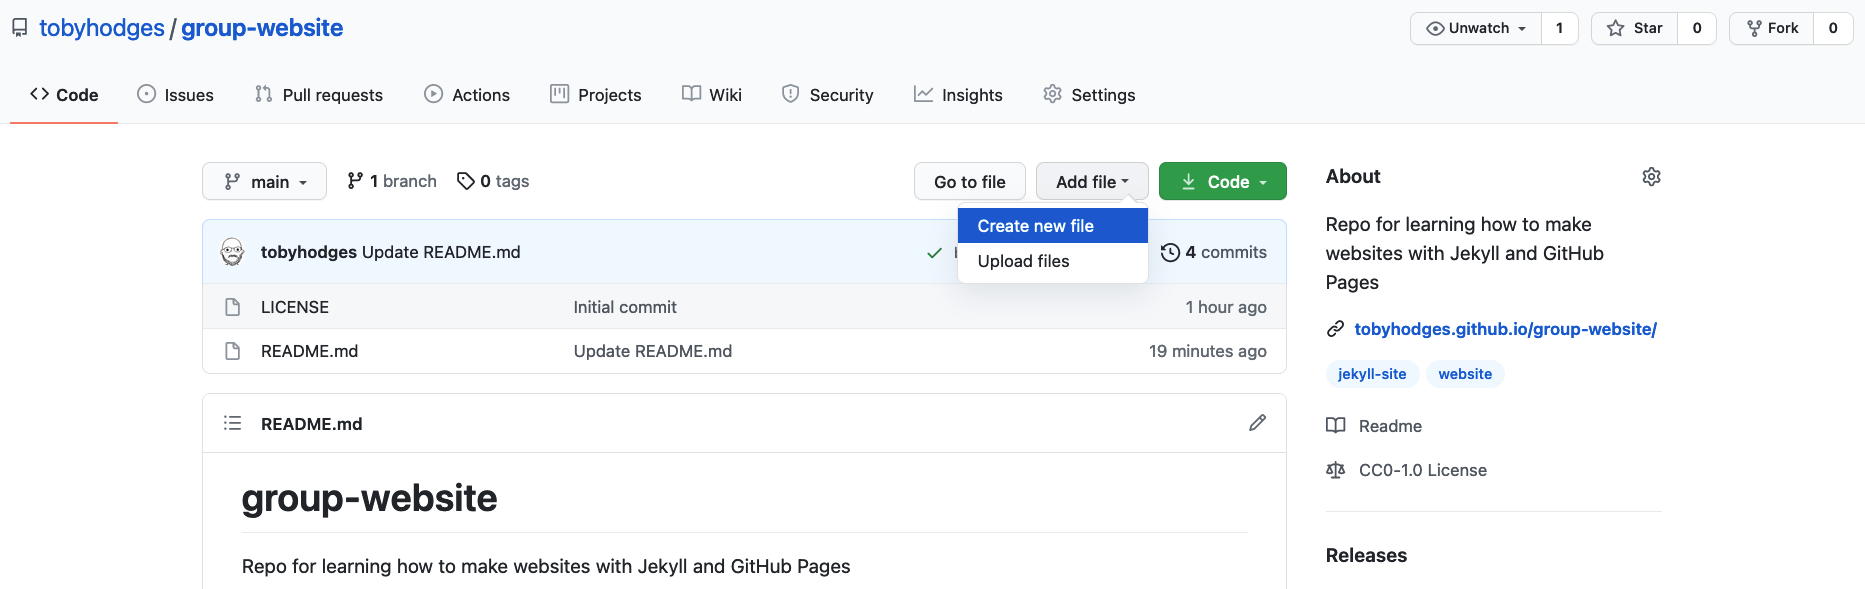 tobyhodges / group-website
Unwatch 1 Star 0 Fork 0
Code Issues Pull requests Actions Projects Wiki Security Insights Settings
main 1 branch 0 tags Go to file Add file Code
Create new file
Upload files
tobyhodges Update README.md 4 commits
LICENSE Initial commit 1 hour ago
README.md Update README.md 19 minutes ago
README.md
group-website
Repo for learning how to make websites with Jekyll and GitHub Pages
About
Repo for learning how to make
websites with Jekyll and GitHub
Pages
tobyhodges.github.io/group-website/
jekyll-site website
Readme
CC0-1.0 License
Releases